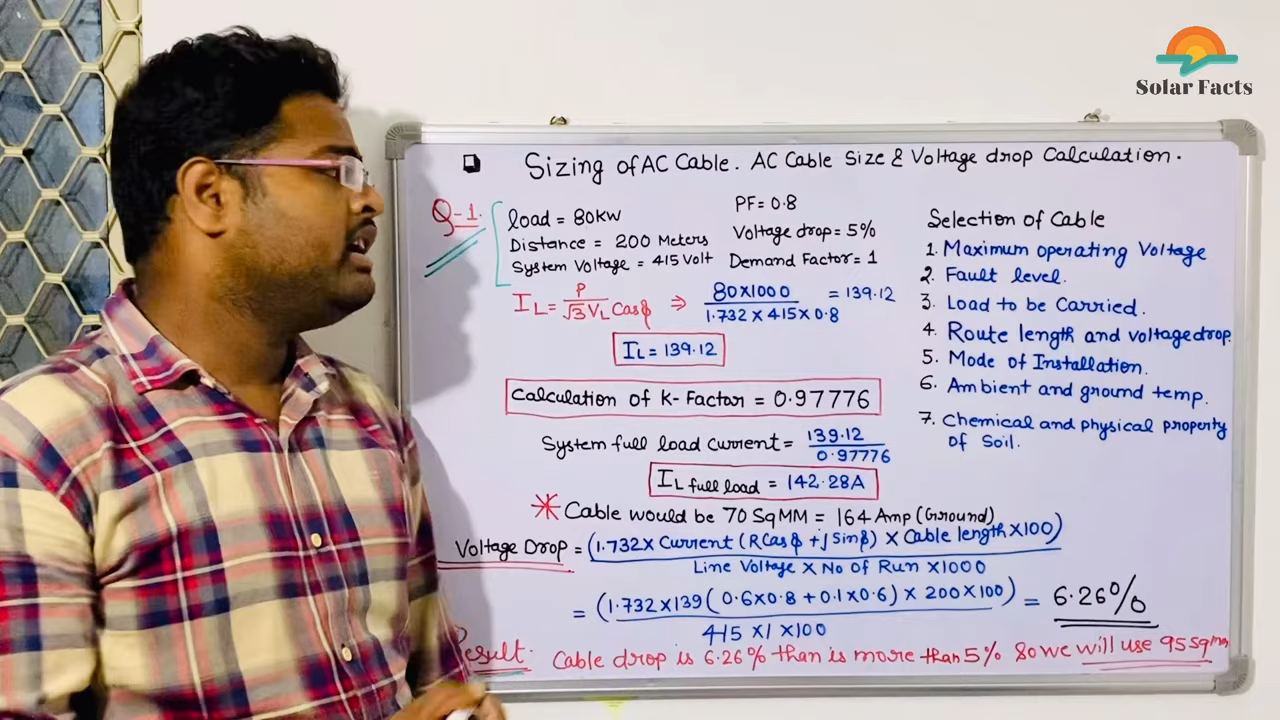 Solar Facts
Sizing of AC Cable. AC Cable Size & Voltage drop Calculation.
Q-1.
load = 80kW
Distance = 200 Meters
System Voltage = 415 Volt
PF = 0.8
Voltage drop = 5%
Demand Factor = 1
IL = P / √3 VL Cosϕ ⇒ 80X1000 / 1.732 X 415 X 0.8 = 139.12
IL = 139.12
Calculation of K-Factor = 0.97776
System full load current = 139.12 / 0.97776
IL full load = 142.28A
* Cable would be 70 SqMM = 164 Amp (Ground)
Voltage Drop = (1.732 X Current (RCosϕ + j Sinϕ) X Cable length X 100) / Line Voltage X No of Run X 1000
= (1.732 X 139 (0.6 X 0.8 + 0.1 X 0.6) X 200 X 100) / 415 X 1 X 100 = 6.26%
Result. Cable drop is 6.26% than is more than 5% so we will use 95 sqmm
Selection of Cable
1. Maximum operating Voltage
2. Fault level.
3. Load to be Carried.
4. Route length and voltage drop.
5. Mode of Installation.
6. Ambient and ground temp.
7. Chemical and physical property
of Soil.